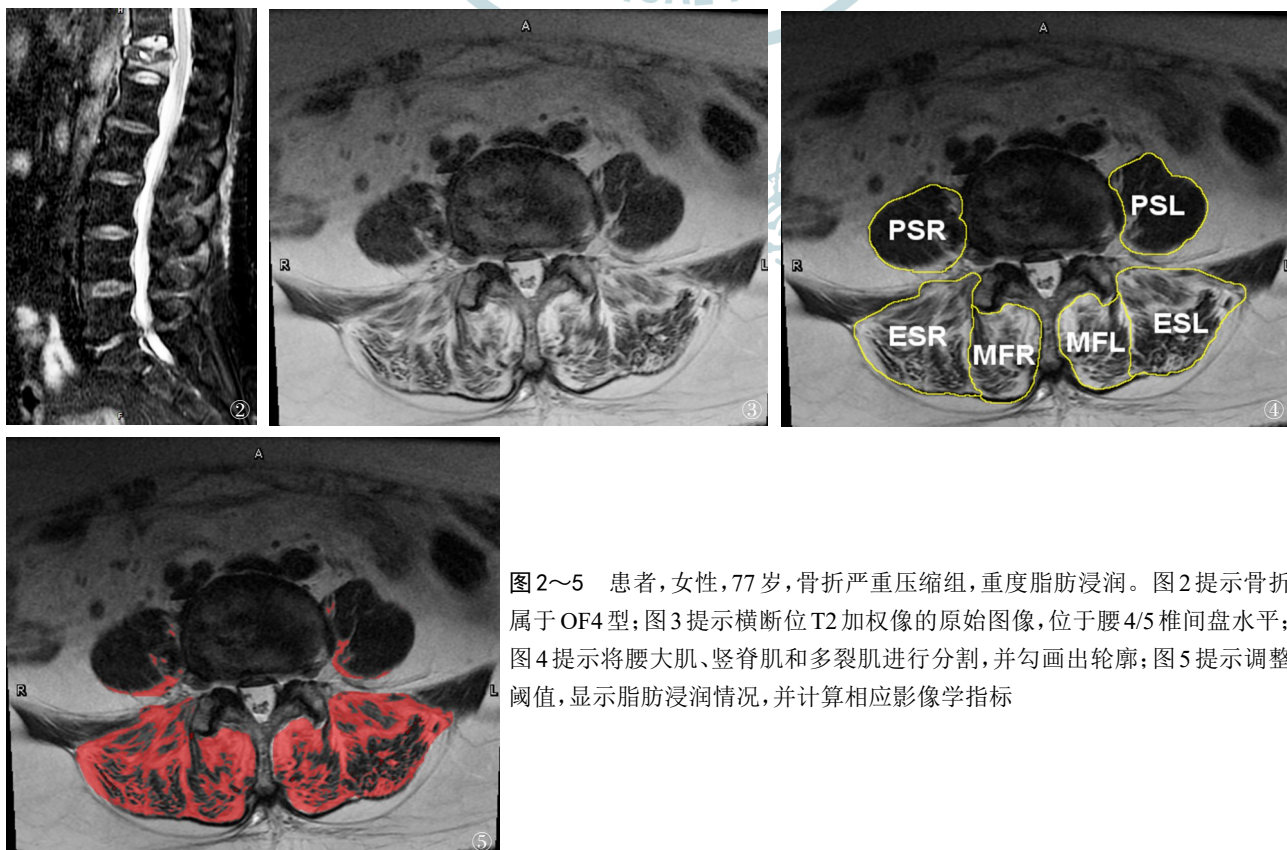 H
②
F
A
R
L
③
A
R
L
PSR
PSL
ESR
MFR
MFL
ESL
④
A
R
L
⑤
图2～5 患者,女性,77岁,骨折严重压缩组,重度脂肪浸润。图2提示骨折
属于OF4型;图3提示横断位T2加权像的原始图像,位于腰4/5椎间盘水平;
图4提示将腰大肌、竖脊肌和多裂肌进行分割,并勾画出轮廓;图5提示调整
阈值,显示脂肪浸润情况,并计算相应影像学指标